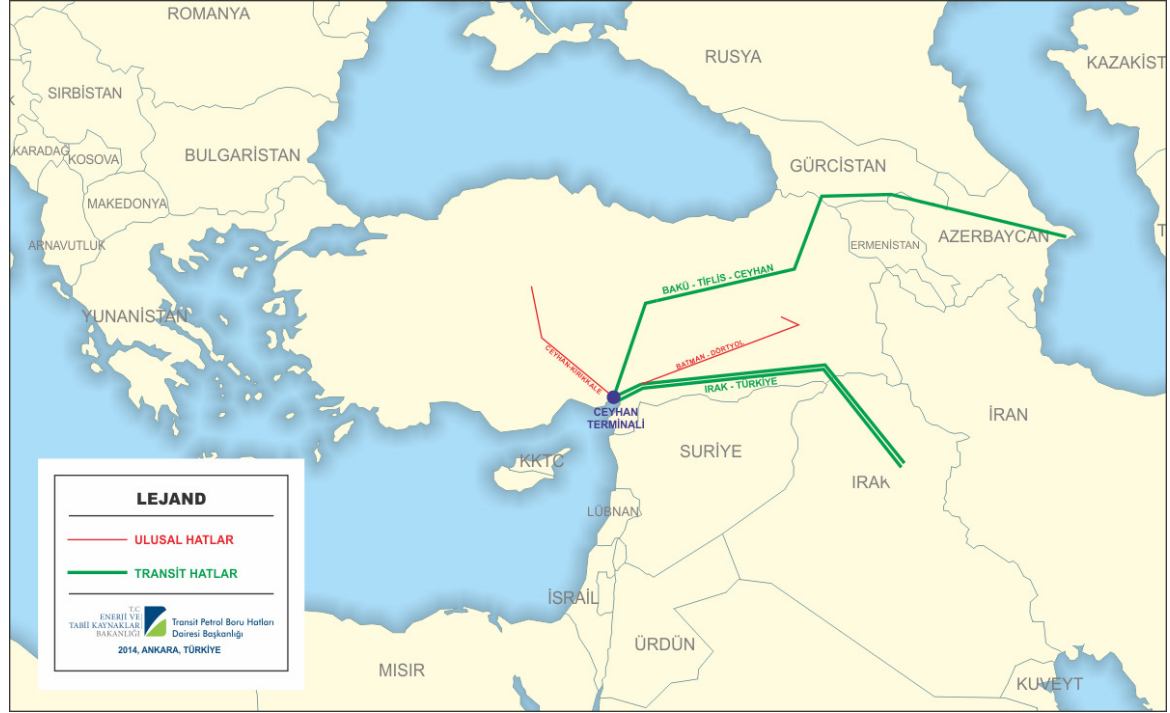 ROMANYA
RUSYA
KAZAKİST
SIRBİSTAN
KARADAĞ
KOSOVA
BULGARİSTAN
GÜRCİSTAN
MAKEDONYA
ARNAVUTLUK
ERMENİSTAN
AZERBAYCAN
T
BAKÜ - TİFLİS - CEYHAN
YUNANİSTAN
CEYHAN-KIRIKKALE
BATMAN - DÖRTYOL
IRAK - TÜRKİYE
CEYHAN
TERMİNALİ
İRAN
SURİYE
KKTC
IRAK
LÜBNAN
İSRAİL
ÜRDÜN
MISIR
KUVEYT
LEJAND
ULUSAL HATLAR
TRANSİT HATLAR
T.C
ENERJİ VE
TABİİ KAYNAKLAR
BAKANLIĞI
Transit Petrol Boru Hatları
Dairesi Başkanlığı
2014, ANKARA, TÜRKİYE